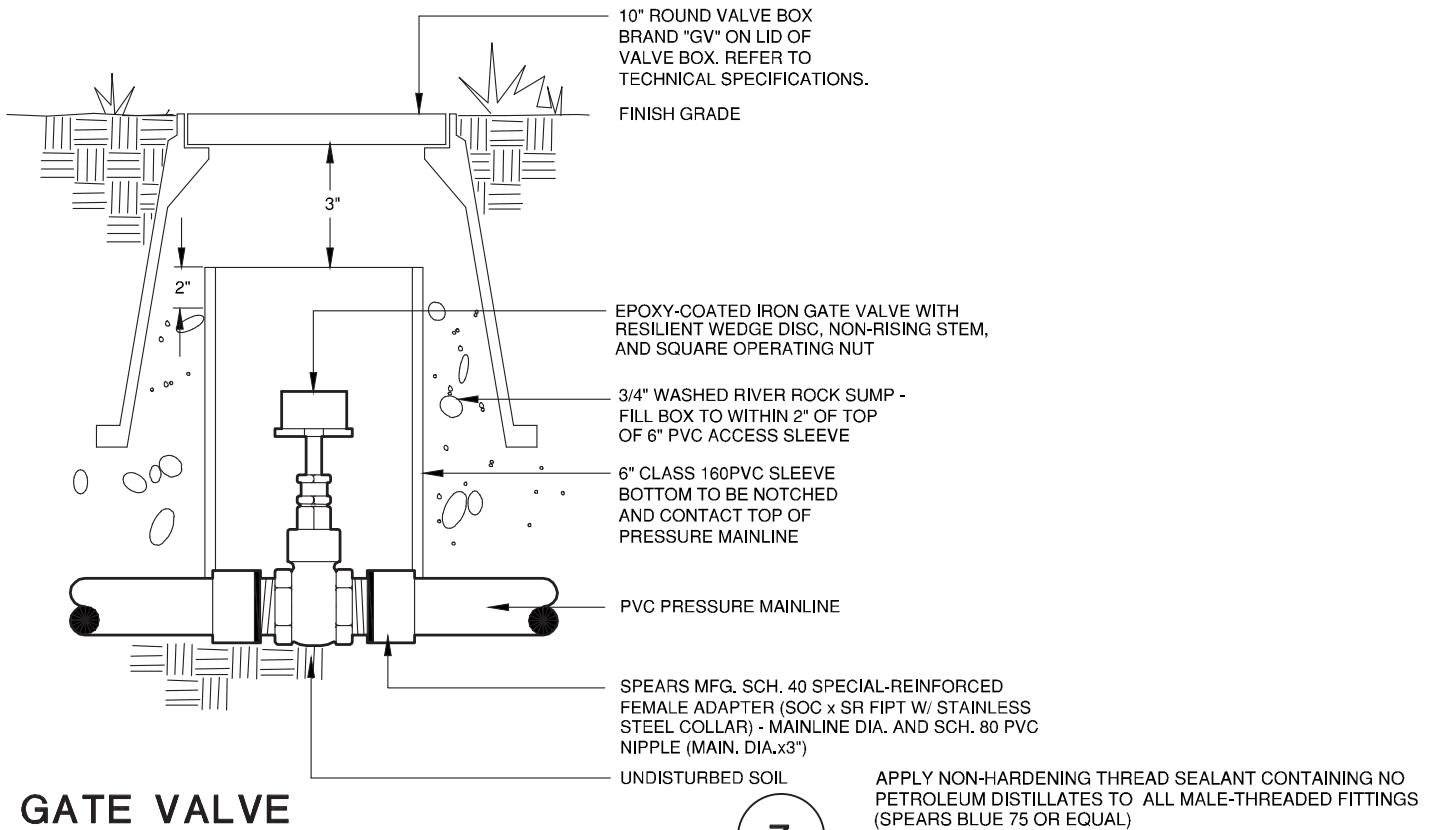 10" ROUND VALVE BOX
BRAND "GV" ON LID OF
VALVE BOX. REFER TO
TECHNICAL SPECIFICATIONS.
FINISH GRADE
3"
2"
EPOXY-COATED IRON GATE VALVE WITH
RESILIENT WEDGE DISC, NON-RISING STEM,
AND SQUARE OPERATING NUT
3/4" WASHED RIVER ROCK SUMP -
FILL BOX TO WITHIN 2" OF TOP
OF 6" PVC ACCESS SLEEVE
6" CLASS 160PVC SLEEVE
BOTTOM TO BE NOTCHED
AND CONTACT TOP OF
PRESSURE MAINLINE
PVC PRESSURE MAINLINE
SPEARS MFG. SCH. 40 SPECIAL-REINFORCED
FEMALE ADAPTER (SOC x SR FIPT W/ STAINLESS
STEEL COLLAR) - MAINLINE DIA. AND SCH. 80 PVC
NIPPLE (MAIN. DIA.x3")
UNDISTURBED SOIL
GATE VALVE
APPLY NON-HARDENING THREAD SEALANT CONTAINING NO
PETROLEUM DISTILLATES TO ALL MALE-THREADED FITTINGS
(SPEARS BLUE 75 OR EQUAL)